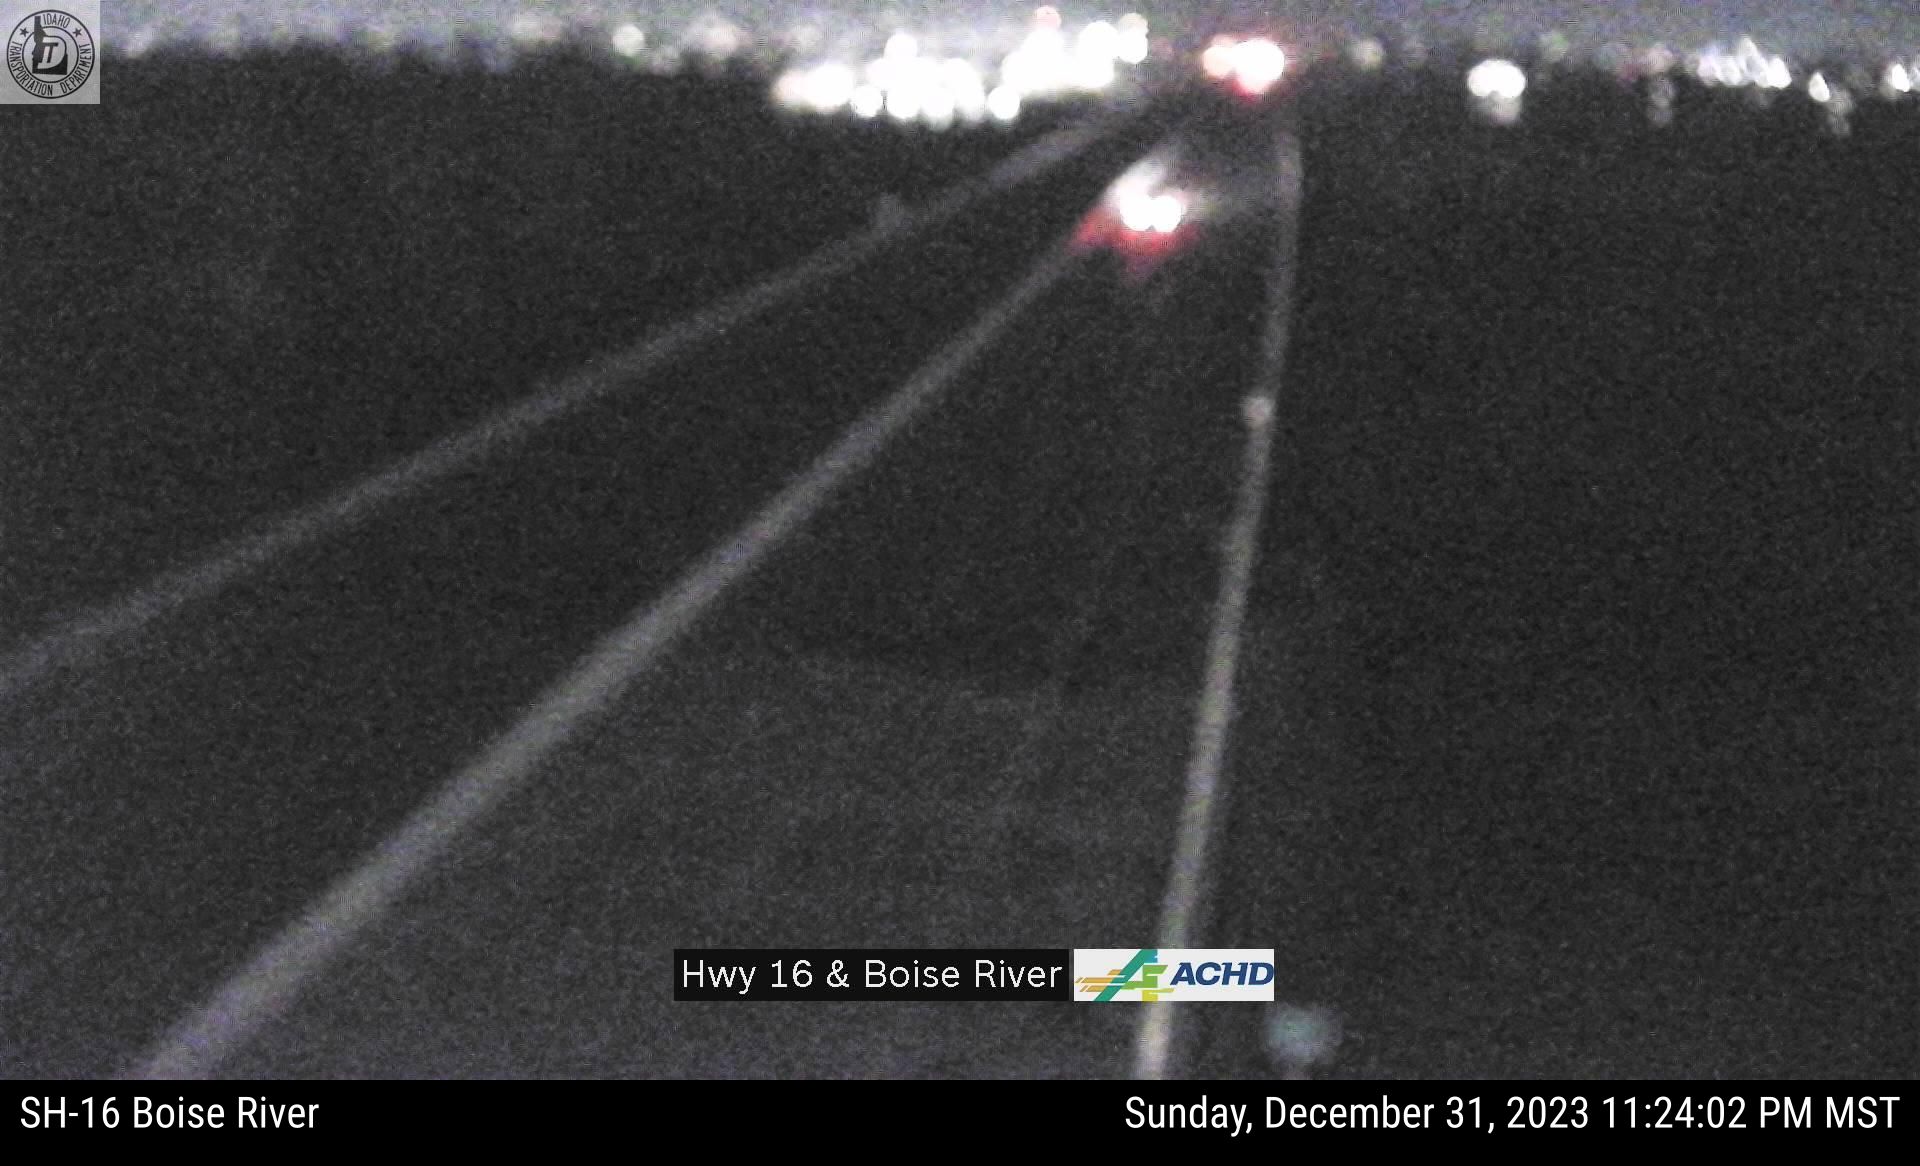 IDAHO
TRANSPORTATION DEPARTMENT
Hwy 16 & Boise River
ACHD
SH-16 Boise River
Sunday, December 31, 2023 11:24:02 PM MST